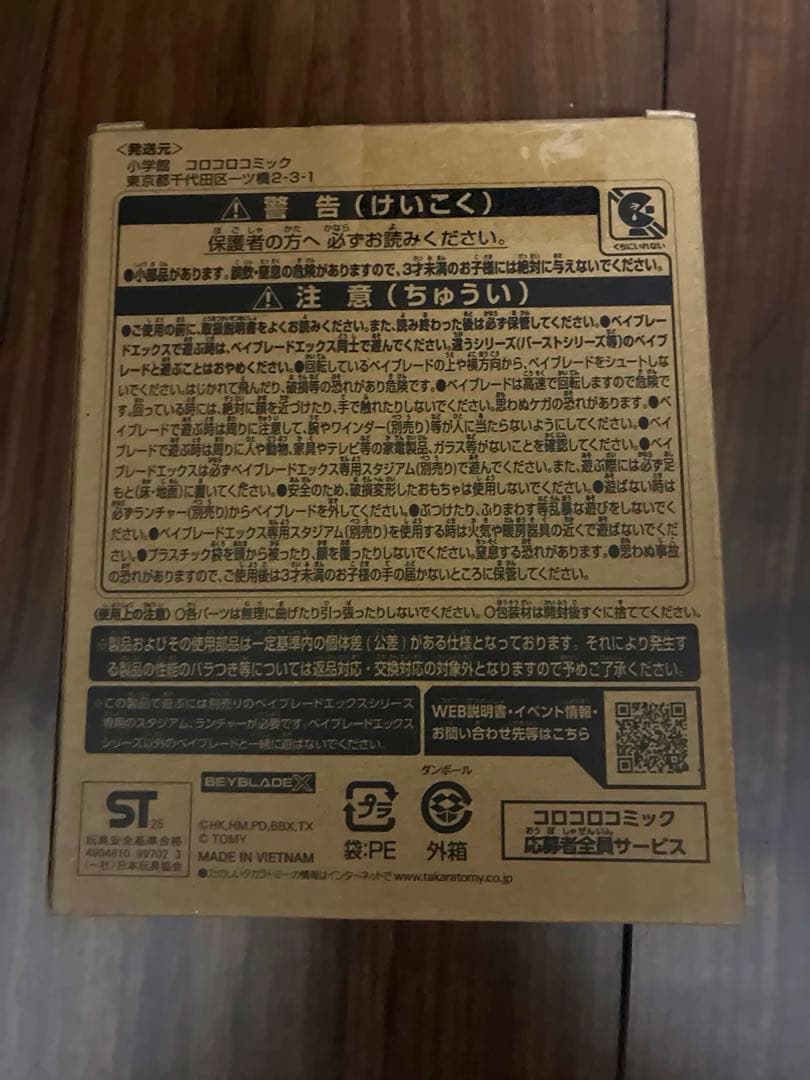 <発送元>
小学館 コロコロコミック
東京都千代田区一ツ橋2-3-1
⚠ 警告(けいこく)
くちにいれない
保護者の方へ 必ずお読みください。
●小部品があります。誤飲・窒息の危険がありますので、3才未満のお子様には絶対に与えないでください。
⚠ 注意(ちゅうい)
●ご使用の前に、取扱説明書をよくお読みください。また、読み終わった後は必ず保管してください。●ベイブレー
ドエックスで遊ぶ時は、ベイブレードエックス同士で遊んでください。違うシリーズ(バーストシリーズ等)のベイブ
レードと遊ぶことはおやめください。●回転しているベイブレードの上や横方向から、ベイブレードをシュートしな
いでください。はじかれて飛んだり、破損等の恐れがあり危険です。●ベイブレードは高速で回転しますので危険で
す。回っている時には、絶対に顔を近づけたり、手で触れたりしないでください。思わぬケガの恐れがあります。●ベ
イブレードで遊ぶ時は周りに注意して、腕やワインダー(別売り)等が人に当たらないようにしてください。●ベイブ
レードで遊ぶ時は周りに人や動物、家具やテレビ等の家電製品、ガラス等がないことを確認してください。●ベイ
ブレードエックスは必ずベイブレードエックス専用スタジアム(別売り)で遊んでください。また、遊ぶ際には必ず足
もと(床・地面)に置いてください。●安全のため、破損変形したおもちゃは使用しないでください。●遊ばない時は
必ずランチャー(別売り)からベイブレードを外してください。●ぶつけたり、ふりまわす等乱暴な遊びをしないでく
ださい。●ベイブレードエックス専用スタジアム(別売り)を使用する時は火気や暖房器具の近くで遊ばないでくだ
さい。●プラスチック袋を頭から被ったり、顔を覆ったりしないでください。窒息する恐れがあります。●思わぬ事故
の恐れがありますので、ご使用後は3才未満のお子様の手の届かないところに保管してください。
〈使用上の注意〉 ○各パーツは無理に曲げたり引っ張ったりしないでください。○包装材は開封後すぐに捨ててください。
※製品およびその使用部品は一定基準内の個体差(公差)がある仕様となっております。それにより発生す
る製品の性能のバラつき等については返品対応・交換対応の対象外となりますので予めご了承ください。
※この製品で遊ぶには別売りのベイブレードエックスシリーズ
専用のスタジアム、ランチャーが必要です。ベイブレードエックス
シリーズ以外のベイブレードと一緒に遊ばないでください。
WEB説明書・イベント情報・
お問い合わせ先等はこちら
ST 25
玩具安全基準合格
4904810 99702 3
(一社)日本玩具協会
BEYBLADE X
©HK,HM,PD,BBX,TX
© TOMY
MADE IN VIETNAM
●たのしいタカラトミーの情報はインターネットで www.takaratomy.co.jp
プラ
袋:PE
ダンボール
外箱
コロコロコミック
応募者全員サービス